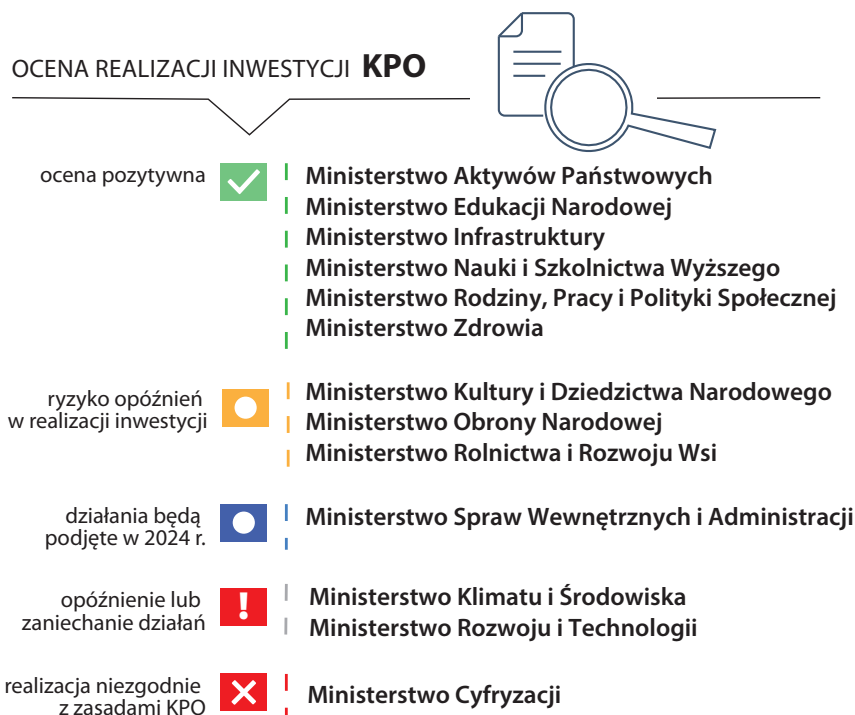 OCENA REALIZACJI INWESTYCJI KPO
ocena pozytywna
Ministerstwo Aktywów Państwowych
Ministerstwo Edukacji Narodowej
Ministerstwo Infrastruktury
Ministerstwo Nauki i Szkolnictwa Wyższego
Ministerstwo Rodziny, Pracy i Polityki Społecznej
Ministerstwo Zdrowia
ryzyko opóźnień
w realizacji inwestycji
Ministerstwo Kultury i Dziedzictwa Narodowego
Ministerstwo Obrony Narodowej
Ministerstwo Rolnictwa i Rozwoju Wsi
działania będą
podjęte w 2024 r.
Ministerstwo Spraw Wewnętrznych i Administracji
opóźnienie lub
zaniechanie działań
!
Ministerstwo Klimatu i Środowiska
Ministerstwo Rozwoju i Technologii
realizacja niezgodnie
z zasadami KPO
Ministerstwo Cyfryzacji